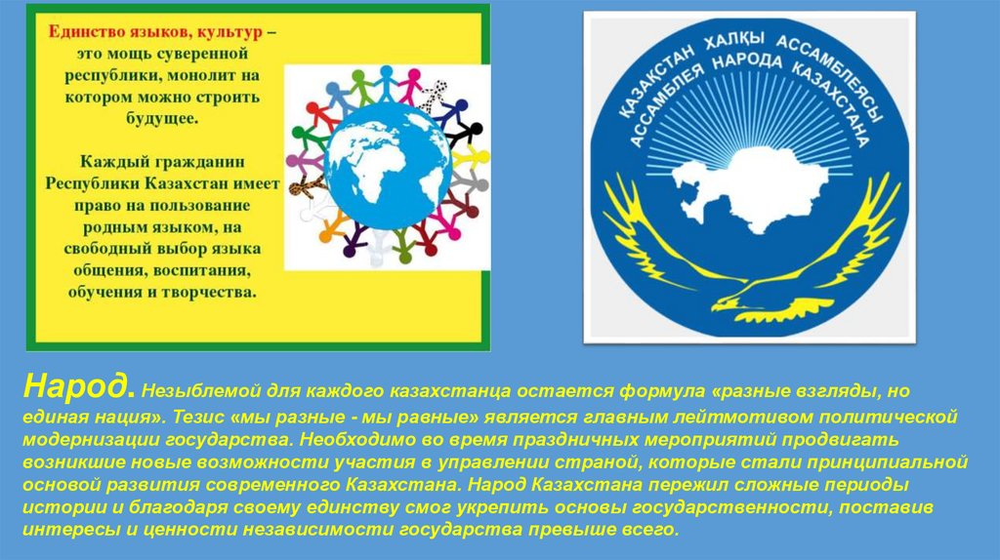 Единство языков, культур –
это мощь суверенной
республики, монолит на
котором можно строить
будущее.
Каждый гражданин
Республики Казахстан имеет
право на пользование
родным языком, на
свободный выбор языка
общения, воспитания,
обучения и творчества.
ҚАЗАҚСТАН ХАЛҚЫ АССАМБЛЕЯСЫ
АССАМБЛЕЯ НАРОДА КАЗАХСТАНА
Народ. Незыблемой для каждого казахстанца остается формула «разные взгляды, но
единая нация». Тезис «мы разные - мы равные» является главным лейтмотивом политической
модернизации государства. Необходимо во время праздничных мероприятий продвигать
возникшие новые возможности участия в управлении страной, которые стали принципиальной
основой развития современного Казахстана. Народ Казахстана пережил сложные периоды
истории и благодаря своему единству смог укрепить основы государственности, поставив
интересы и ценности независимости государства превыше всего.